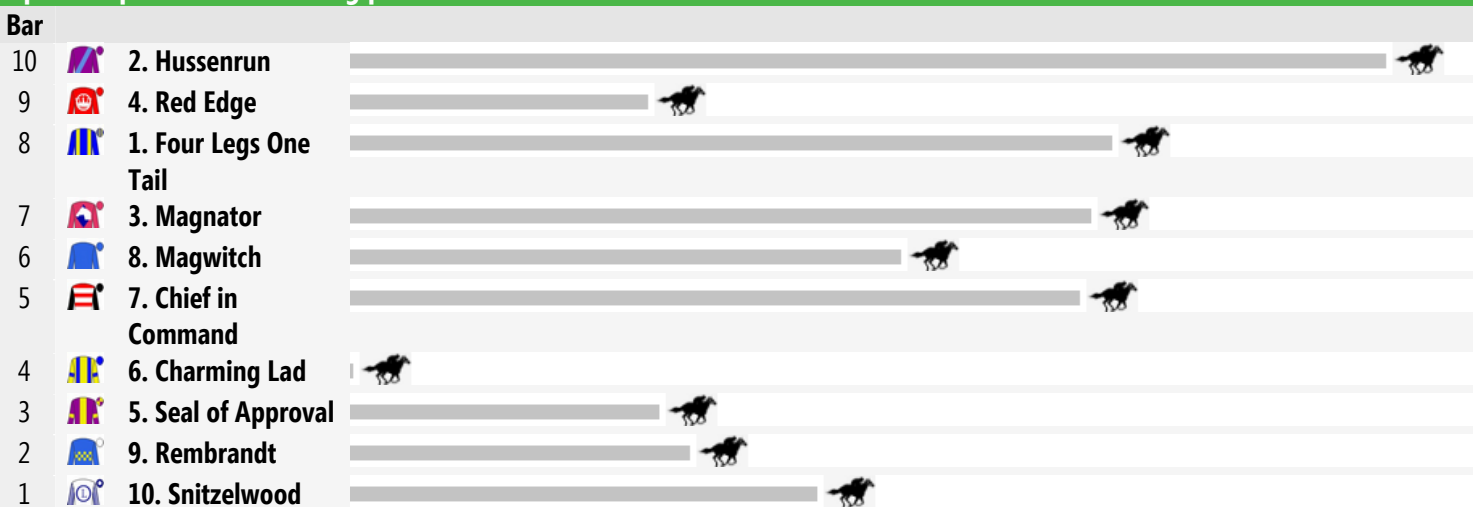 Bar
10 2. Hussenrun
9 4. Red Edge
8 1. Four Legs One
Tail
7 3. Magnator
6 8. Magwitch
5 7. Chief in
Command
4 6. Charming Lad
3 5. Seal of Approval
2 9. Rembrandt
1 10. Snitzelwood